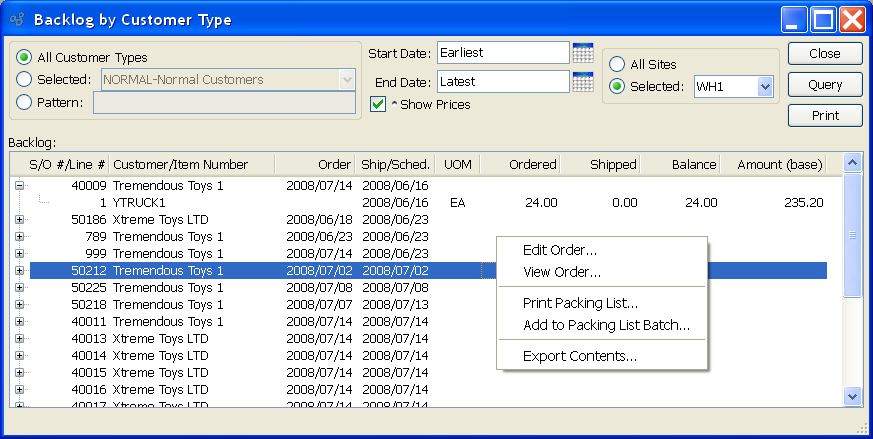 Backlog by Customer Type
All Customer Types
Selected: NORMAL-Normal Customers
Pattern:
Start Date: Earliest
End Date: Latest
^ Show Prices
All Sites
Selected: WH1
Close
Query
Print
Backlog:
S/O #/Line # Customer/Item Number Order Ship/Sched. UOM Ordered Shipped Balance Amount (base)
40009 Tremendous Toys 1 2008/07/14 2008/06/16
1 YTRUCK1 2008/06/16 EA 24.00 0.00 24.00 235.20
50186 Xtreme Toys LTD 2008/06/18 2008/06/23
789 Tremendous Toys 1 2008/06/23 2008/06/23
999 Tremendous Toys 1 2008/07/14 2008/06/23
50212 Tremendous Toys 1 2008/07/02 2008/07/02
50225 Tremendous Toys 1 2008/07/08 2008/07/08
50218 Tremendous Toys 1 2008/07/07 2008/07/13
40011 Tremendous Toys 1 2008/07/14 2008/07/14
40013 Xtreme Toys LTD 2008/07/14 2008/07/14
40014 Xtreme Toys LTD 2008/07/14 2008/07/14
40015 Xtreme Toys LTD 2008/07/14 2008/07/14
40016 Xtreme Toys LTD 2008/07/14 2008/07/14
40017 Xtreme Toys LTD 2008/07/14 2008/07/14
Edit Order...
View Order...
Print Packing List...
Add to Packing List Batch...
Export Contents...